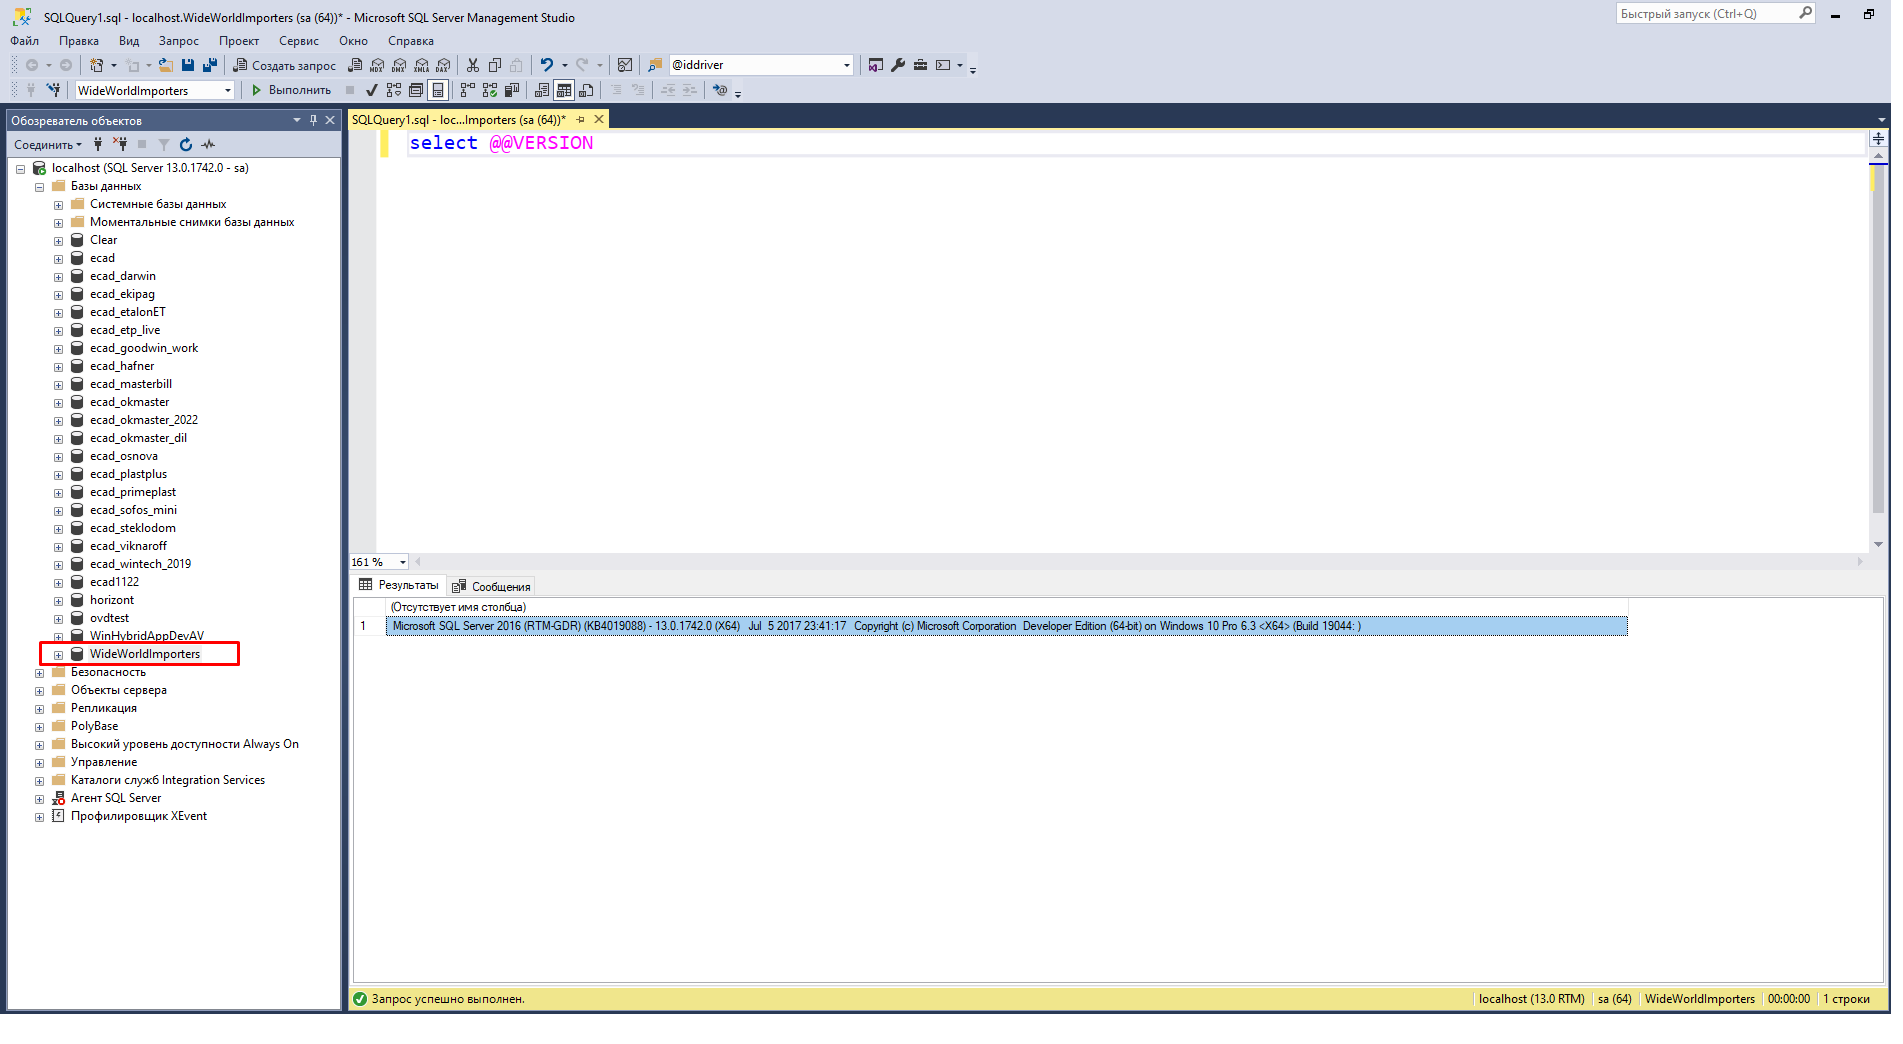 SQLQuery1.sql - localhost.WideWorldImporters (sa (64))* - Microsoft SQL Server Management Studio
Быстрый запуск (Ctrl+Q)
Файл Правка Вид Запрос Проект Сервис Окно Справка
Создать запрос MDX DMX XMLA DAX @iddriver
WideWorldImporters Выполнить
Обозреватель объектов
SQLQuery1.sql - loc...Importers (sa (64))*
Соединить
select @@VERSION
localhost (SQL Server 13.0.1742.0 - sa)
Базы данных
Системные базы данных
Моментальные снимки базы данных
Clear
ecad
ecad_darwin
ecad_ekipag
ecad_etalonET
ecad_etp_live
ecad_goodwin_work
ecad_hafner
ecad_masterbill
ecad_okmaster
ecad_okmaster_2022
ecad_okmaster_dil
ecad_osnova
ecad_plastplus
ecad_primeplast
ecad_sofos_mini
ecad_steklodom
ecad_viknaroff
ecad_wintech_2019
ecad1122
horizont
ovdtest
WinHybridAppDevAV
WideWorldImporters
Безопасность
Объекты сервера
Репликация
PolyBase
Высокий уровень доступности Always On
Управление
Каталоги служб Integration Services
Агент SQL Server
Профилировщик XEvent
161 %
Результаты Сообщения
(Отсутствует имя столбца)
1 Microsoft SQL Server 2016 (RTM-GDR) (KB4019088) - 13.0.1742.0 (X64) Jul 5 2017 23:41:17 Copyright (c) Microsoft Corporation Developer Edition (64-bit) on Windows 10 Pro 6.3 <X64> (Build 19044: )
Запрос успешно выполнен.
localhost (13.0 RTM) sa (64) WideWorldImporters 00:00:00 1 строки